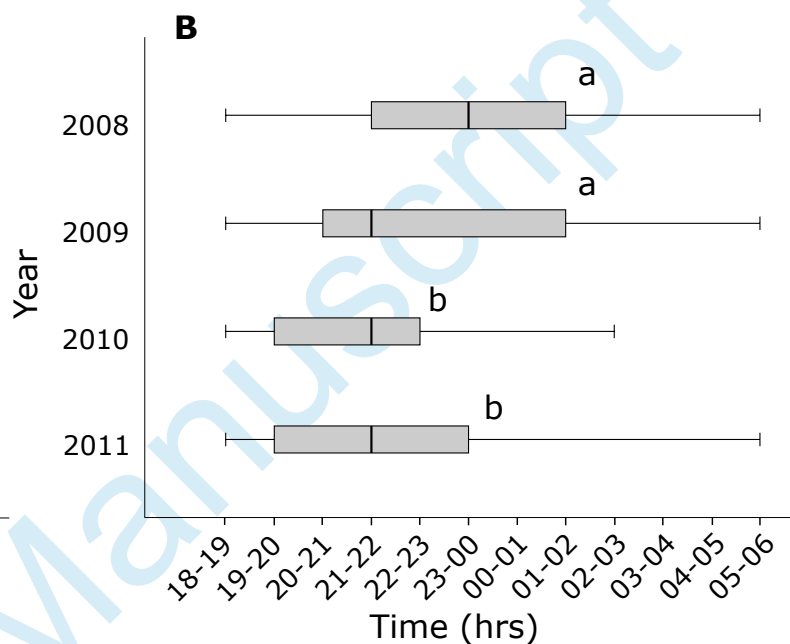 B
a
2008
a
2009
Year
b
2010
b
2011
18-19 19-20 20-21 21-22 22-23 23-00 00-01 01-02 02-03 03-04 04-05 05-06
Time (hrs)
Manuscript